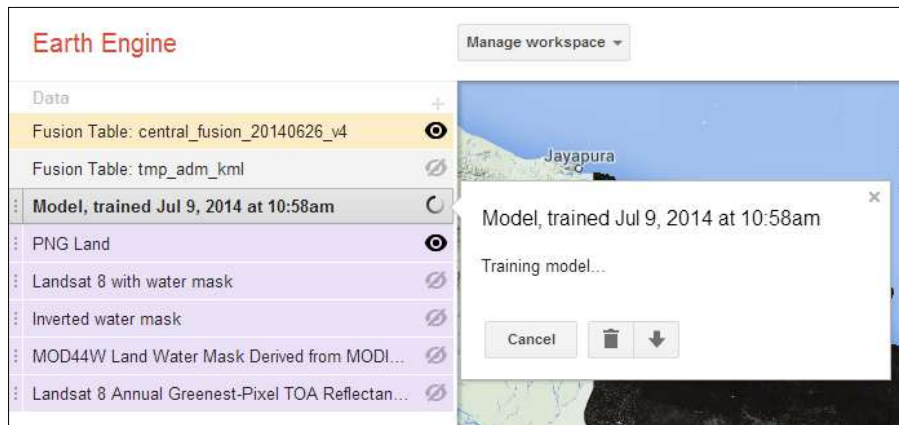 Earth Engine
Manage workspace
Data
Fusion Table: central_fusion_20140626_v4
Fusion Table: tmp_adm_kml
Model, trained Jul 9, 2014 at 10:58am
PNG Land
Landsat 8 with water mask
Inverted water mask
MOD44W Land Water Mask Derived from MODI...
Landsat 8 Annual Greenest-Pixel TOA Reflectan...
Jayapura
Model, trained Jul 9, 2014 at 10:58am
Training model...
Cancel